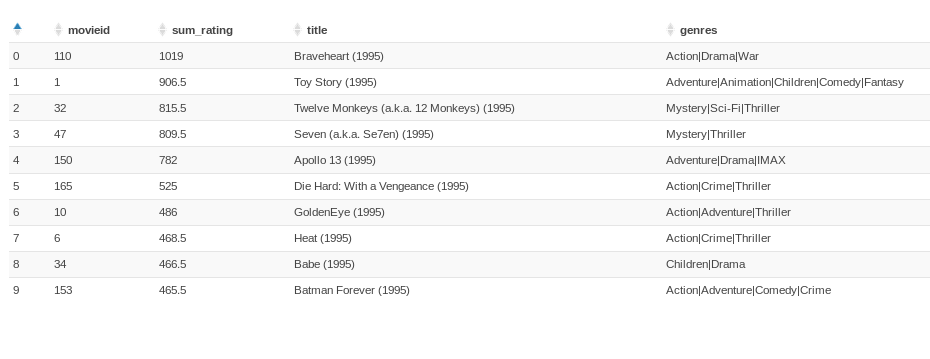 movieid sum_rating title genres
0 110 1019 Braveheart (1995) Action|Drama|War
1 1 906.5 Toy Story (1995) Adventure|Animation|Children|Comedy|Fantasy
2 32 815.5 Twelve Monkeys (a.k.a. 12 Monkeys) (1995) Mystery|Sci-Fi|Thriller
3 47 809.5 Seven (a.k.a. Se7en) (1995) Mystery|Thriller
4 150 782 Apollo 13 (1995) Adventure|Drama|IMAX
5 165 525 Die Hard: With a Vengeance (1995) Action|Crime|Thriller
6 10 486 GoldenEye (1995) Action|Adventure|Thriller
7 6 468.5 Heat (1995) Action|Crime|Thriller
8 34 466.5 Babe (1995) Children|Drama
9 153 465.5 Batman Forever (1995) Action|Adventure|Comedy|Crime